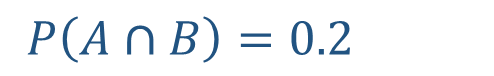 P(A ∩ B) = 0.2